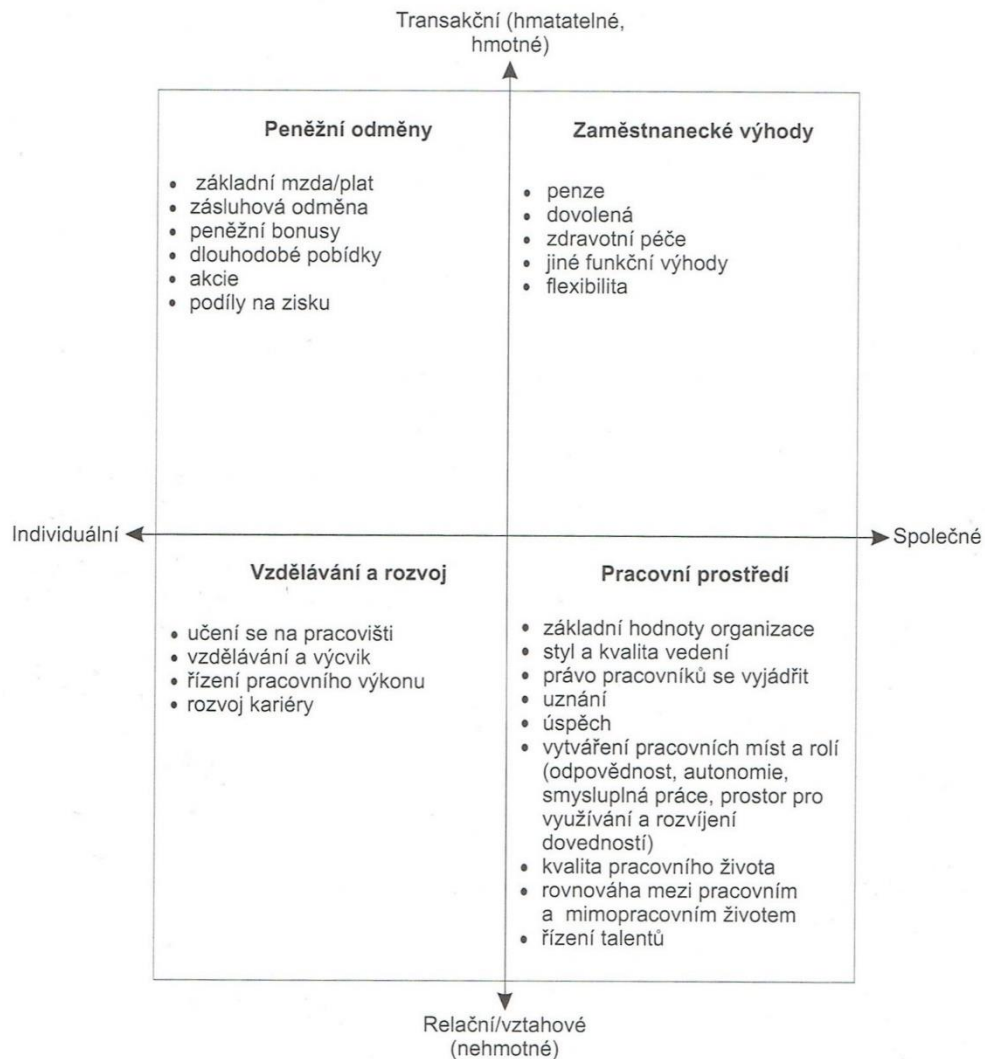 Transakční (hmatatelné,
hmotné)
Peněžní odměny
• základní mzda/plat
• zásluhová odměna
• peněžní bonusy
• dlouhodobé pobídky
• akcie
• podíly na zisku
Zaměstnanecké výhody
• penze
• dovolená
• zdravotní péče
• jiné funkční výhody
• flexibilita
Individuální
Společné
Vzdělávání a rozvoj
• učení se na pracovišti
• vzdělávání a výcvik
• řízení pracovního výkonu
• rozvoj kariéry
Pracovní prostředí
• základní hodnoty organizace
• styl a kvalita vedení
• právo pracovníků se vyjádřit
• uznání
• úspěch
• vytváření pracovních míst a rolí
(odpovědnost, autonomie,
smysluplná práce, prostor pro
využívání a rozvíjení
dovedností)
• kvalita pracovního života
• rovnováha mezi pracovním
a mimopracovním životem
• řízení talentů
Relační/vztahové
(nehmotné)